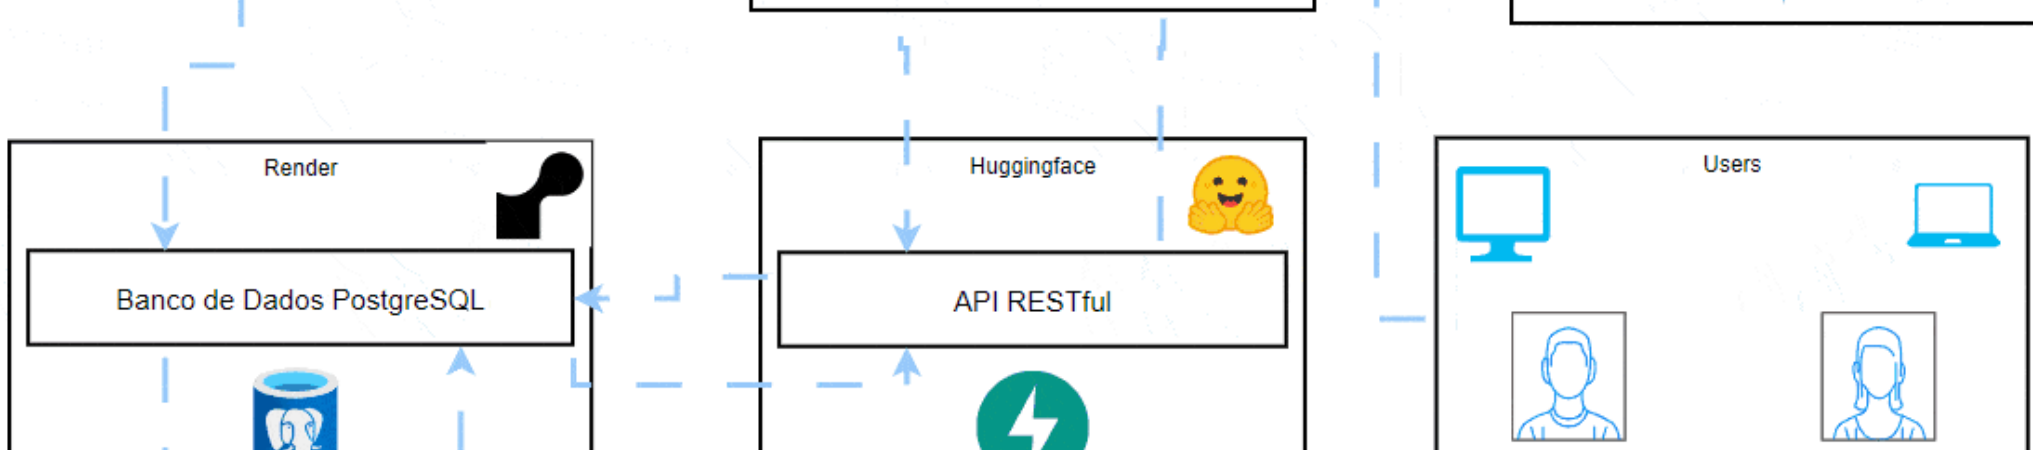 Render
Huggingface
Users
Banco de Dados PostgreSQL
API RESTful